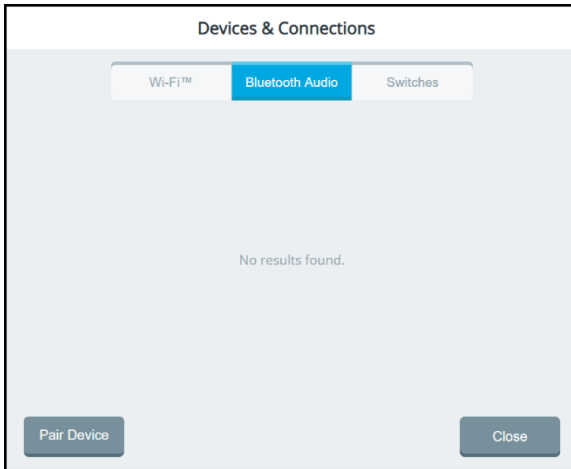 Devices & Connections
Wi-Fi™ Bluetooth Audio Switches
No results found.
Pair Device Close